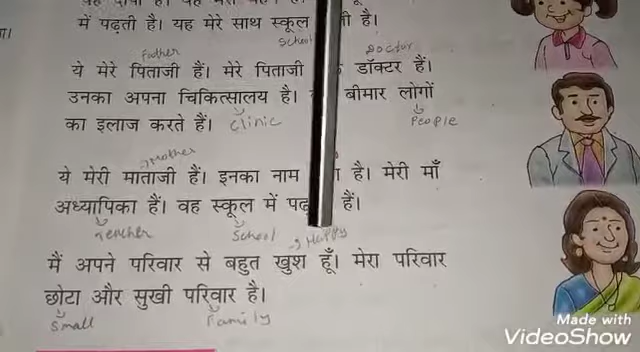 में पढ़ती है। यह मेरे साथ स्कूल है।
School
Father Doctor
ये मेरे पिताजी हैं। मेरे पिताजी डॉक्टर हैं।
उनका अपना चिकित्सालय है। बीमार लोगों
का इलाज करते हैं। Clinic People
Mother
ये मेरी माताजी हैं। इनका नाम है। मेरी माँ
अध्यापिका हैं। वह स्कूल में हैं।
Teacher School Happy
मैं अपने परिवार से बहुत खुश हूँ। मेरा परिवार
छोटा और सुखी परिवार है।
Small Family
Made with
VideoShow